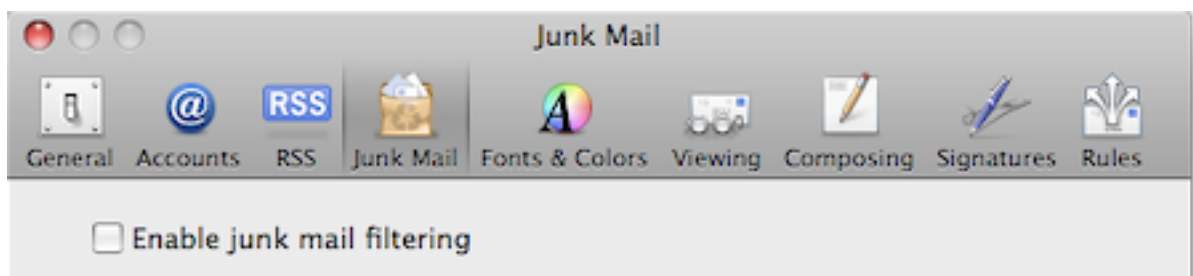 Junk Mail
@ RSS A
General Accounts RSS Junk Mail Fonts & Colors Viewing Composing Signatures Rules
Enable junk mail filtering